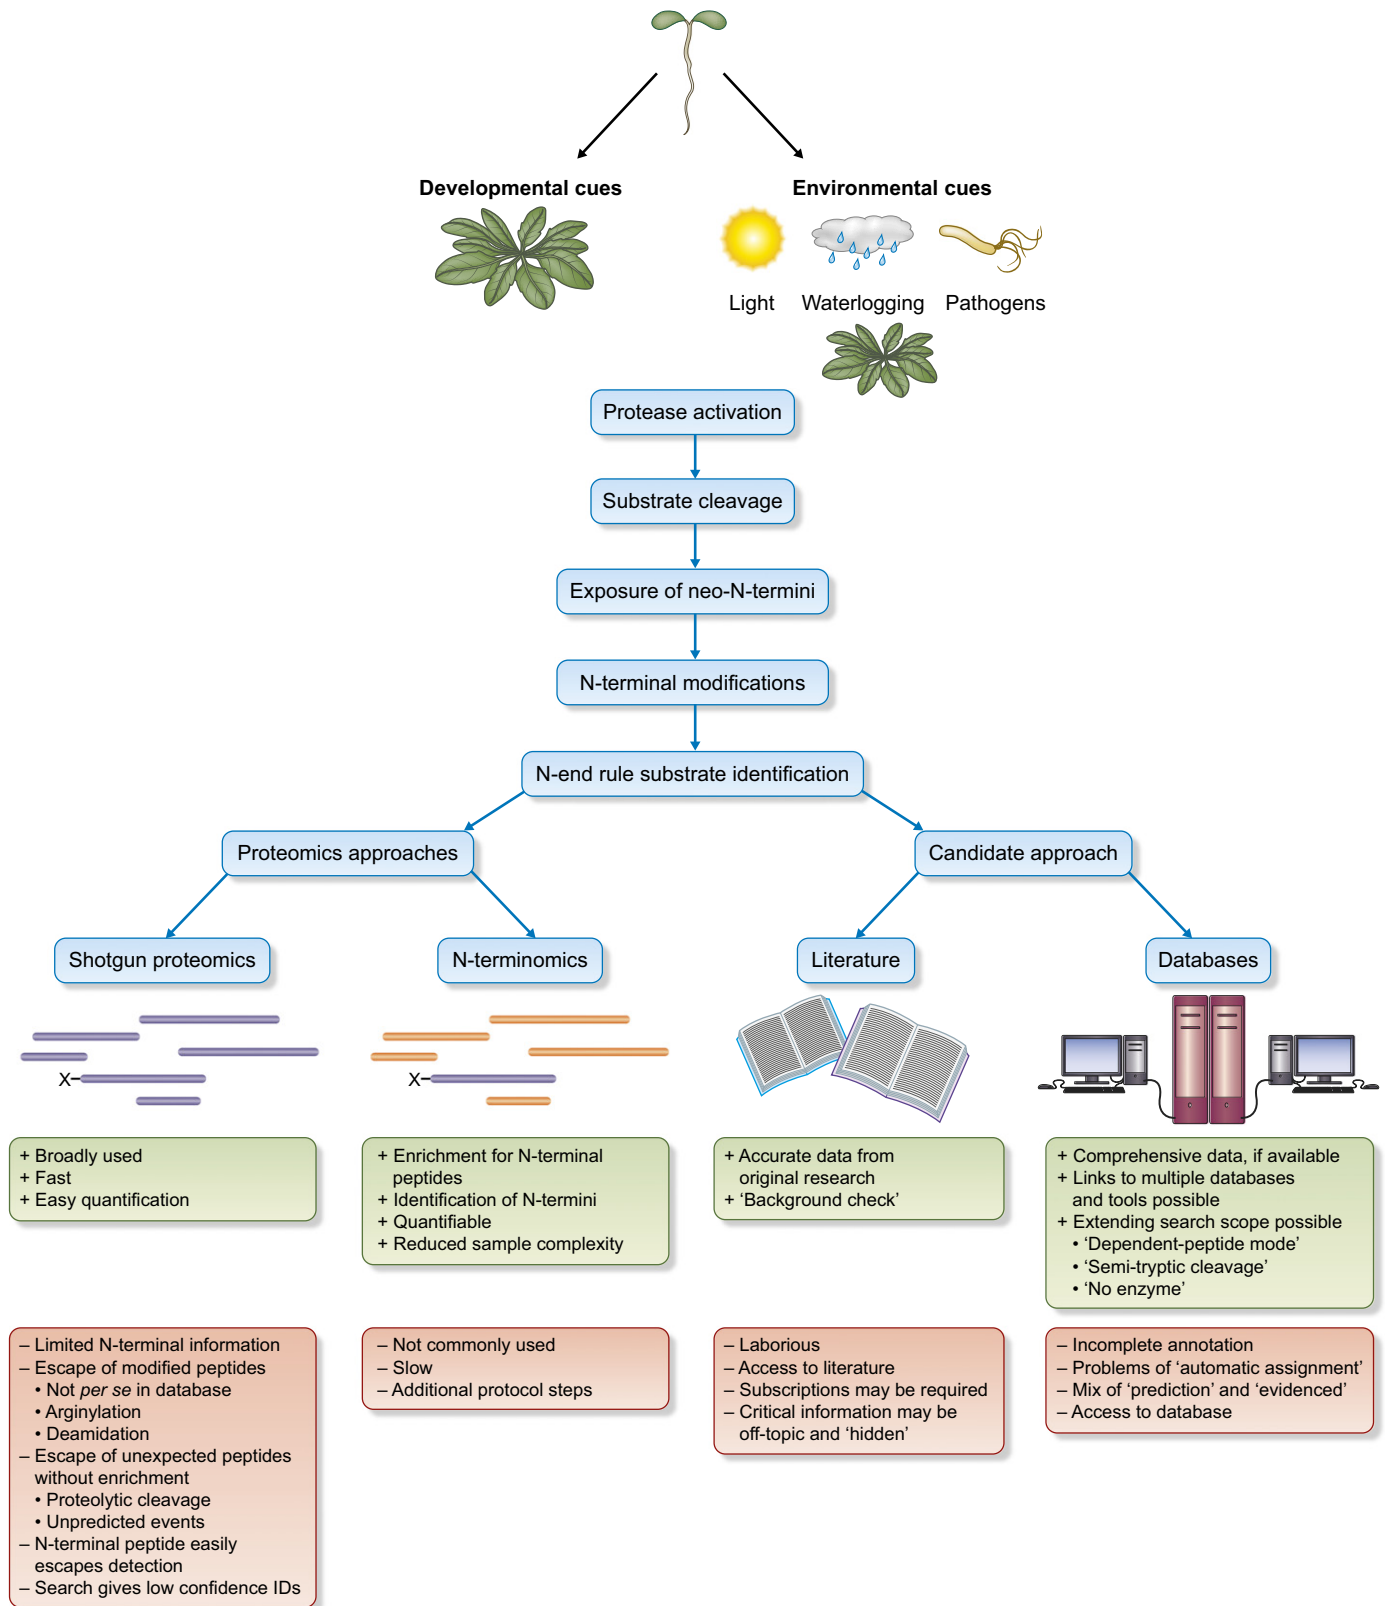 Developmental cues
Environmental cues
Light
Waterlogging
Pathogens
Protease activation
Substrate cleavage
Exposure of neo-N-termini
N-terminal modifications
N-end rule substrate identification
Proteomics approaches
Candidate approach
Shotgun proteomics
N-terminomics
Literature
Databases
X
X
+ Broadly used
+ Fast
+ Easy quantification
+ Enrichment for N-terminal
peptides
+ Identification of N-termini
+ Quantifiable
+ Reduced sample complexity
+ Accurate data from
original research
+ ‘Background check’
+ Comprehensive data, if available
+ Links to multiple databases
and tools possible
+ Extending search scope possible
• ‘Dependent-peptide mode’
• ‘Semi-tryptic cleavage’
• ‘No enzyme’
– Limited N-terminal information
– Escape of modified peptides
• Not per se in database
• Arginylation
• Deamidation
– Escape of unexpected peptides
without enrichment
• Proteolytic cleavage
• Unpredicted events
– N-terminal peptide easily
escapes detection
– Search gives low confidence IDs
– Not commonly used
– Slow
– Additional protocol steps
– Laborious
– Access to literature
– Subscriptions may be required
– Critical information may be
off-topic and ‘hidden’
– Incomplete annotation
– Problems of ‘automatic assignment’
– Mix of ‘prediction’ and ‘evidenced’
– Access to database